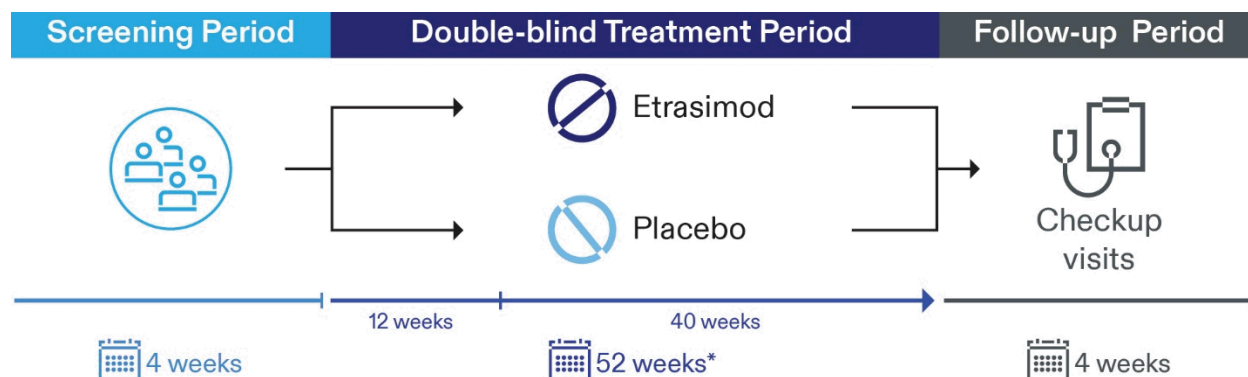 Screening Period
Double-blind Treatment Period
Follow-up Period
Etrasimod
Placebo
Checkup
visits
12 weeks
40 weeks
4 weeks
52 weeks*
4 weeks